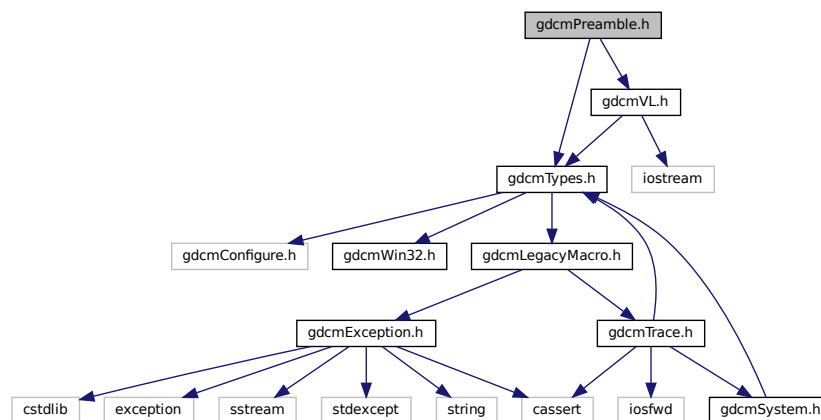 gdcmPreamble.h
gdcmVL.h
gdcmTypes.h
iostream
gdcmConfigure.h
gdcmWin32.h
gdcmLegacyMacro.h
gdcmException.h
gdcmTrace.h
cstdlib
exception
sstream
stdexcept
string
cassert
iosfwd
gdcmSystem.h